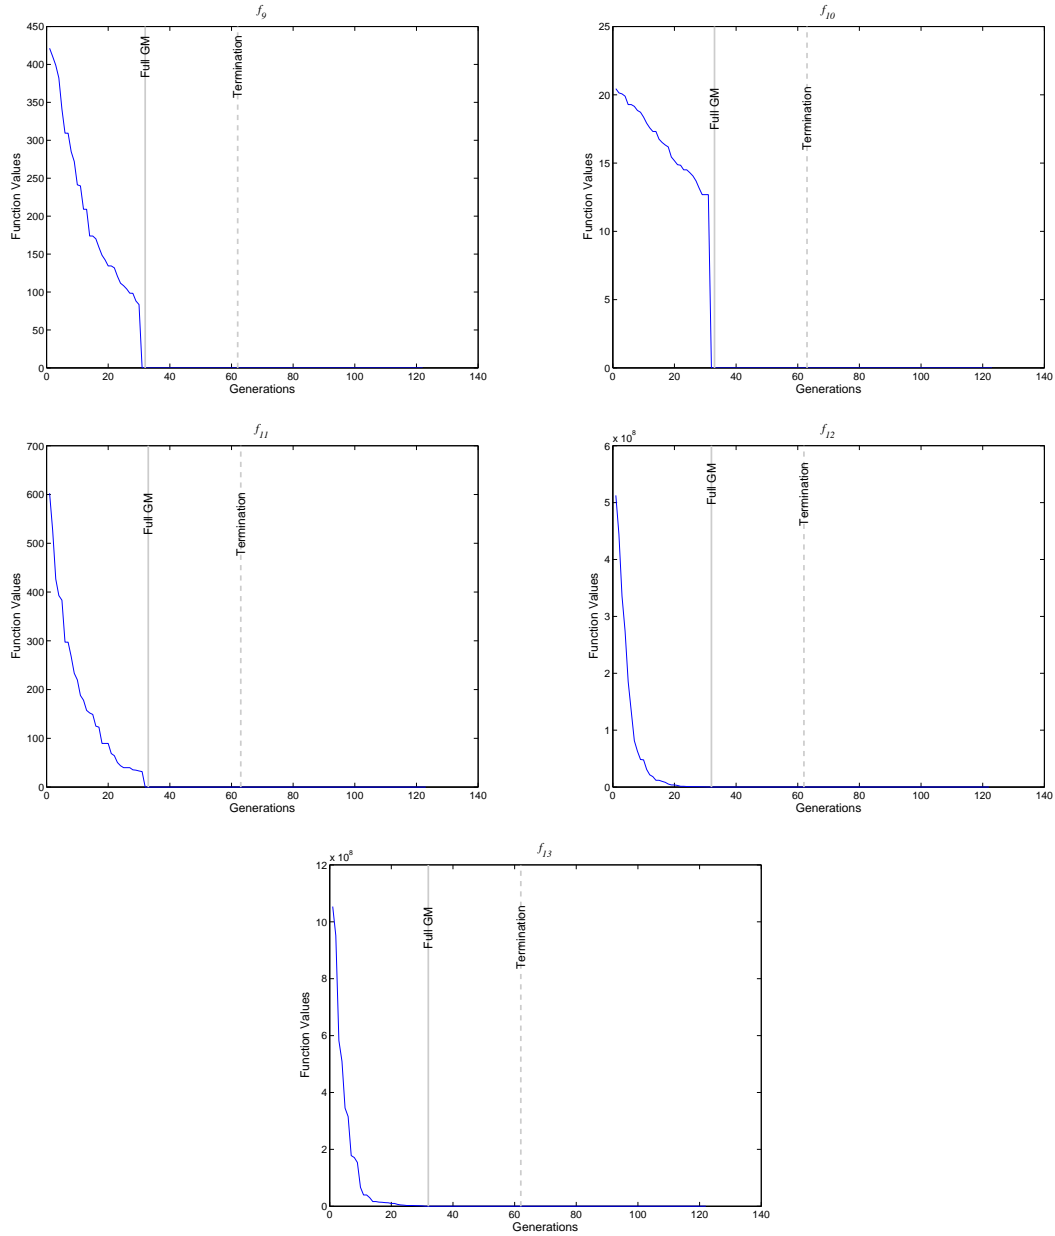 f9
450
400
350
300
250
200
150
100
50
0
Function Values
Full GM
Termination
0 20 40 60 80 100 120 140
Generations
f10
25
20
15
10
5
0
Function Values
Full GM
Termination
0 20 40 60 80 100 120 140
Generations
f11
700
600
500
400
300
200
100
0
Function Values
Full GM
Termination
0 20 40 60 80 100 120 140
Generations
f12
x 10^8
6
5
4
3
2
1
0
Function Values
Full GM
Termination
0 20 40 60 80 100 120 140
Generations
f13
x 10^8
12
10
8
6
4
2
0
Function Values
Full GM
Termination
0 20 40 60 80 100 120 140
Generations